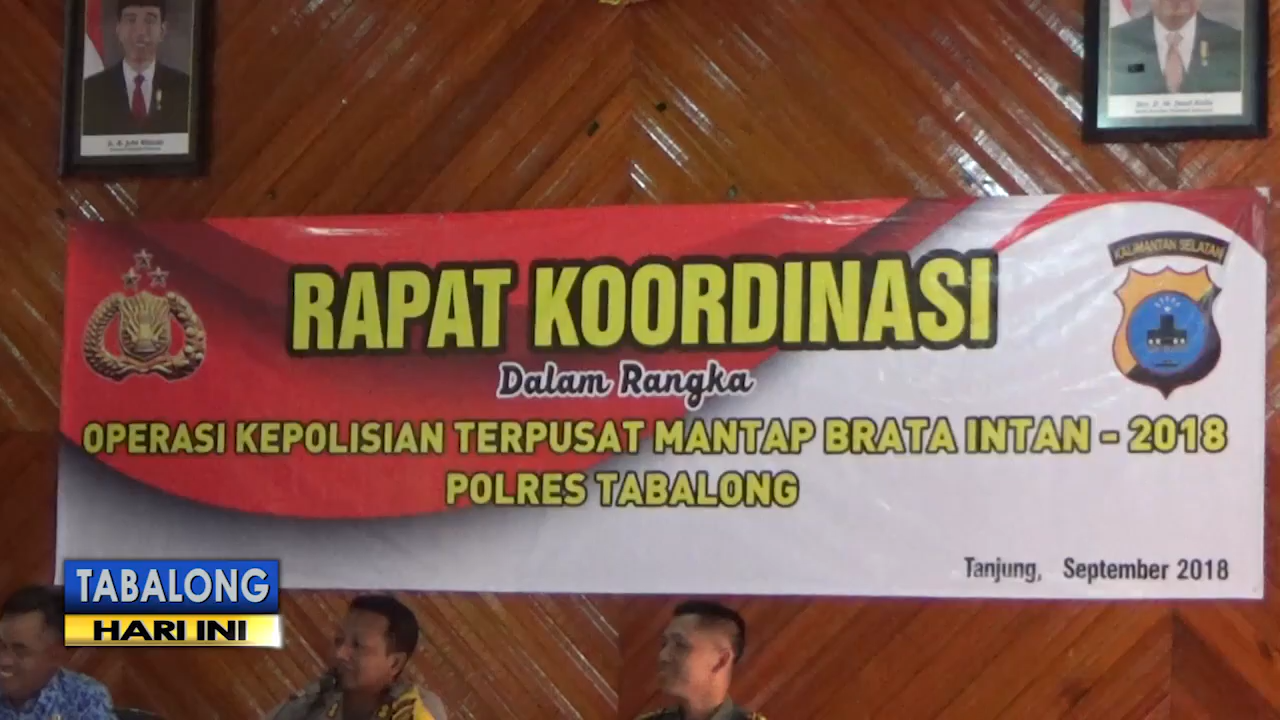 KALIMANTAN SELATAN
RAPAT KOORDINASI
Dalam Rangka
OPERASI KEPOLISIAN TERPUSAT MANTAP BRATA INTAN - 2018
POLRES TABALONG
Tanjung, September 2018
TABALONG
HARI INI